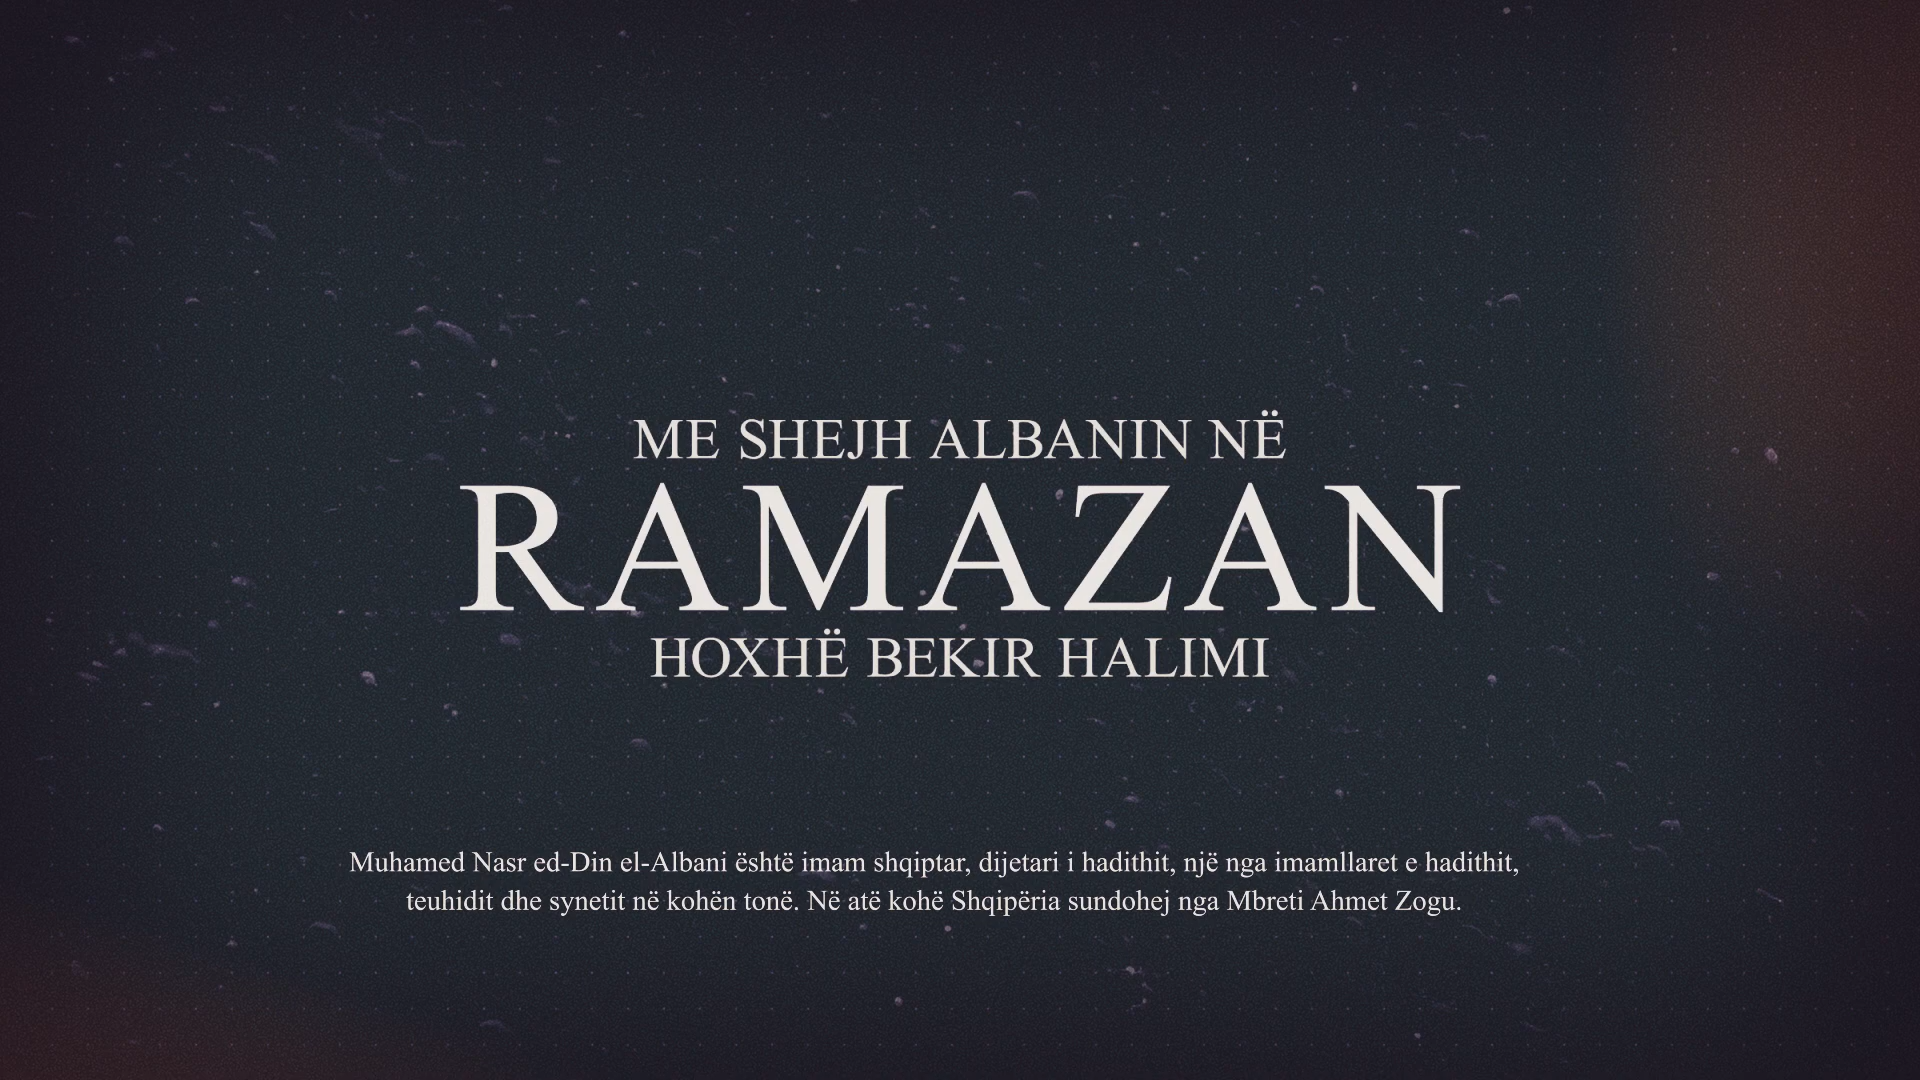 ME SHEJH ALBANIN NË
RAMAZAN
HOXHË BEKIR HALIMI
Muhamed Nasr ed-Din el-Albani është imam shqiptar, dijetari i hadithit, një nga imamllaret e hadithit,
teuhidit dhe synetit në kohën tonë. Në atë kohë Shqipëria sundohej nga Mbreti Ahmet Zogu.